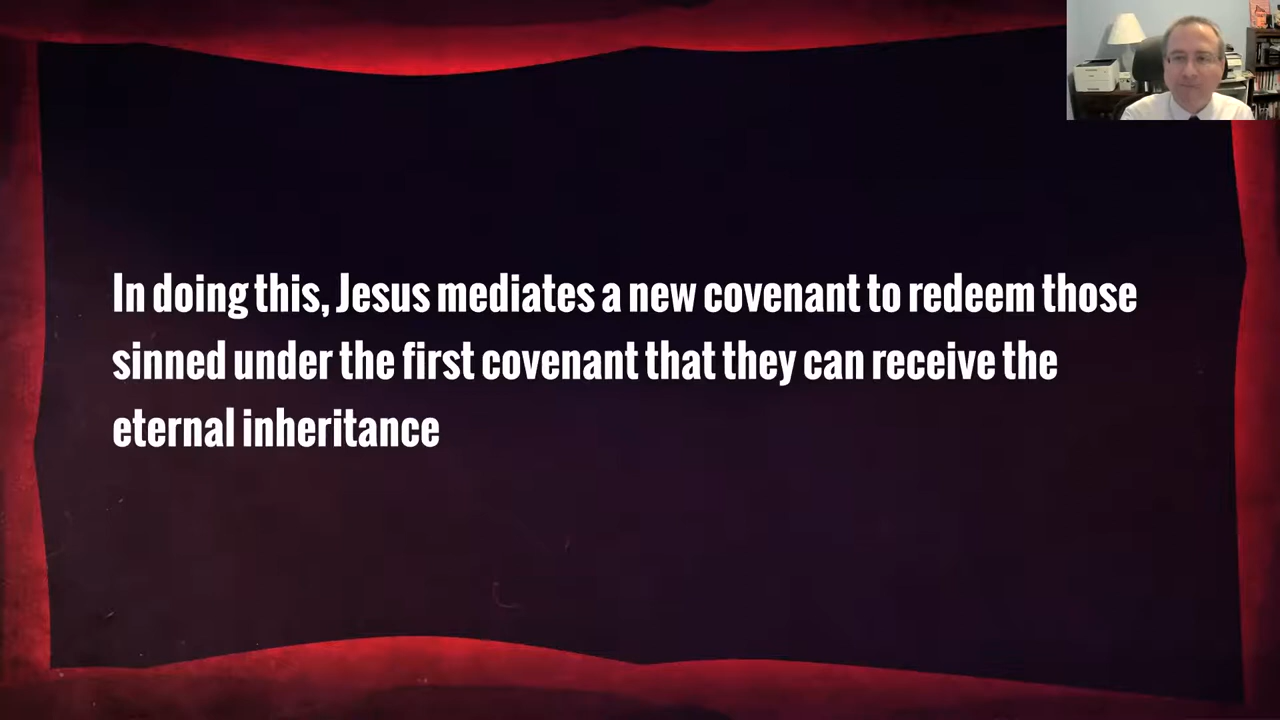 In doing this, Jesus mediates a new covenant to redeem those
sinned under the first covenant that they can receive the
eternal inheritance